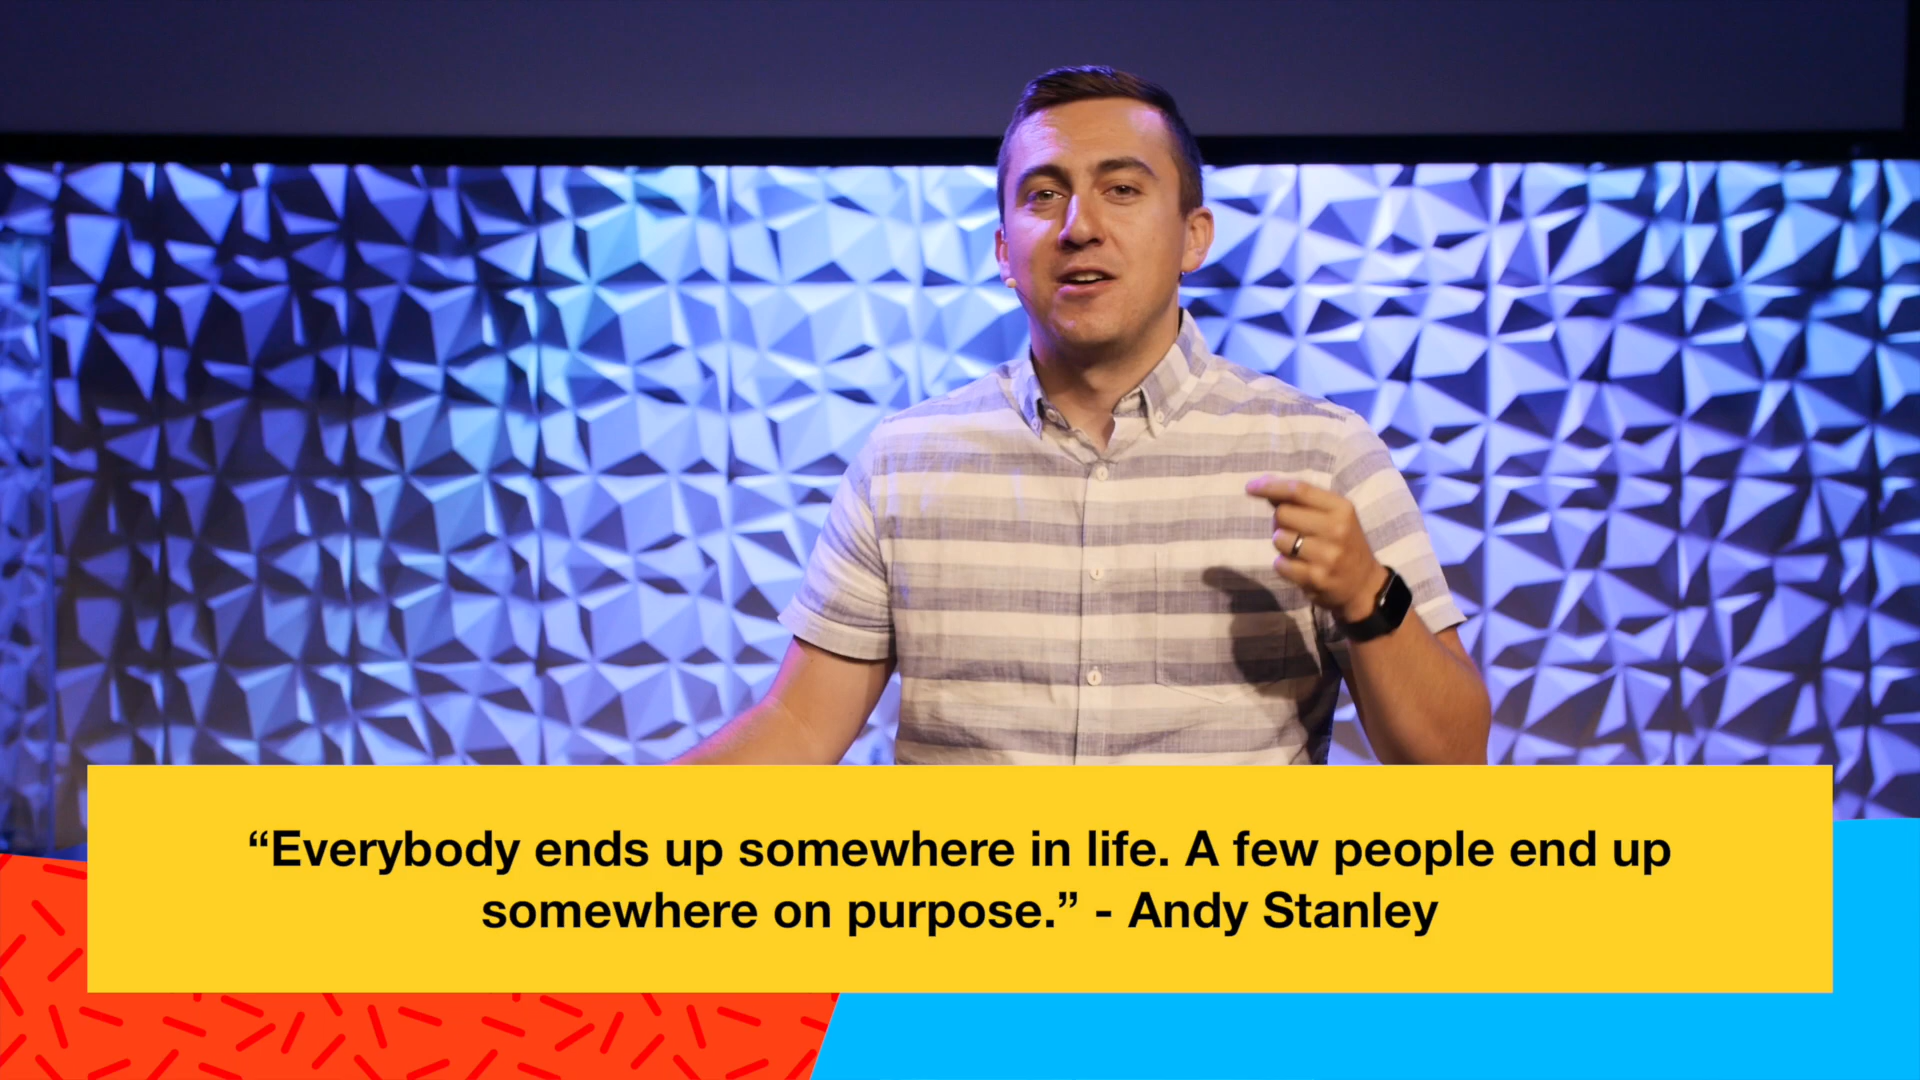 “Everybody ends up somewhere in life. A few people end up
somewhere on purpose.” - Andy Stanley